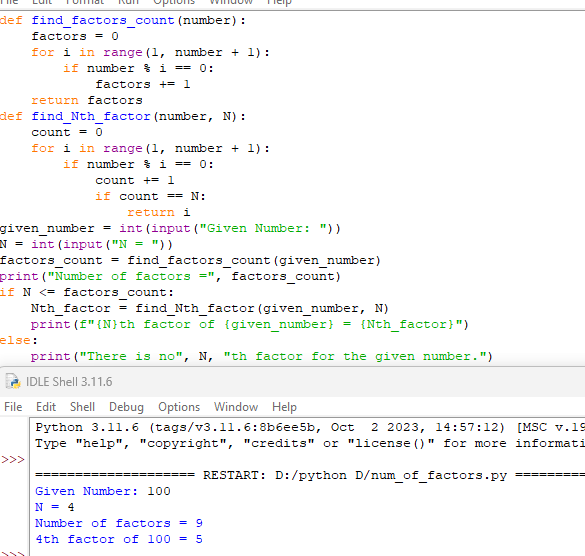 File Edit Format Run Options Window Help
def find_factors_count(number):
    factors = 0
    for i in range(1, number + 1):
        if number % i == 0:
            factors += 1
    return factors
def find_Nth_factor(number, N):
    count = 0
    for i in range(1, number + 1):
        if number % i == 0:
            count += 1
            if count == N:
                return i
given_number = int(input("Given Number: "))
N = int(input("N = "))
factors_count = find_factors_count(given_number)
print("Number of factors =", factors_count)
if N <= factors_count:
    Nth_factor = find_Nth_factor(given_number, N)
    print(f"{N}th factor of {given_number} = {Nth_factor}")
else:
    print("There is no", N, "th factor for the given number.")
IDLE Shell 3.11.6
File Edit Shell Debug Options Window Help
Python 3.11.6 (tags/v3.11.6:8b6ee5b, Oct  2 2023, 14:57:12) [MSC v.19
Type "help", "copyright", "credits" or "license()" for more informati
>>>
==================== RESTART: D:/python D/num_of_factors.py =========
Given Number: 100
N = 4
Number of factors = 9
4th factor of 100 = 5
>>>